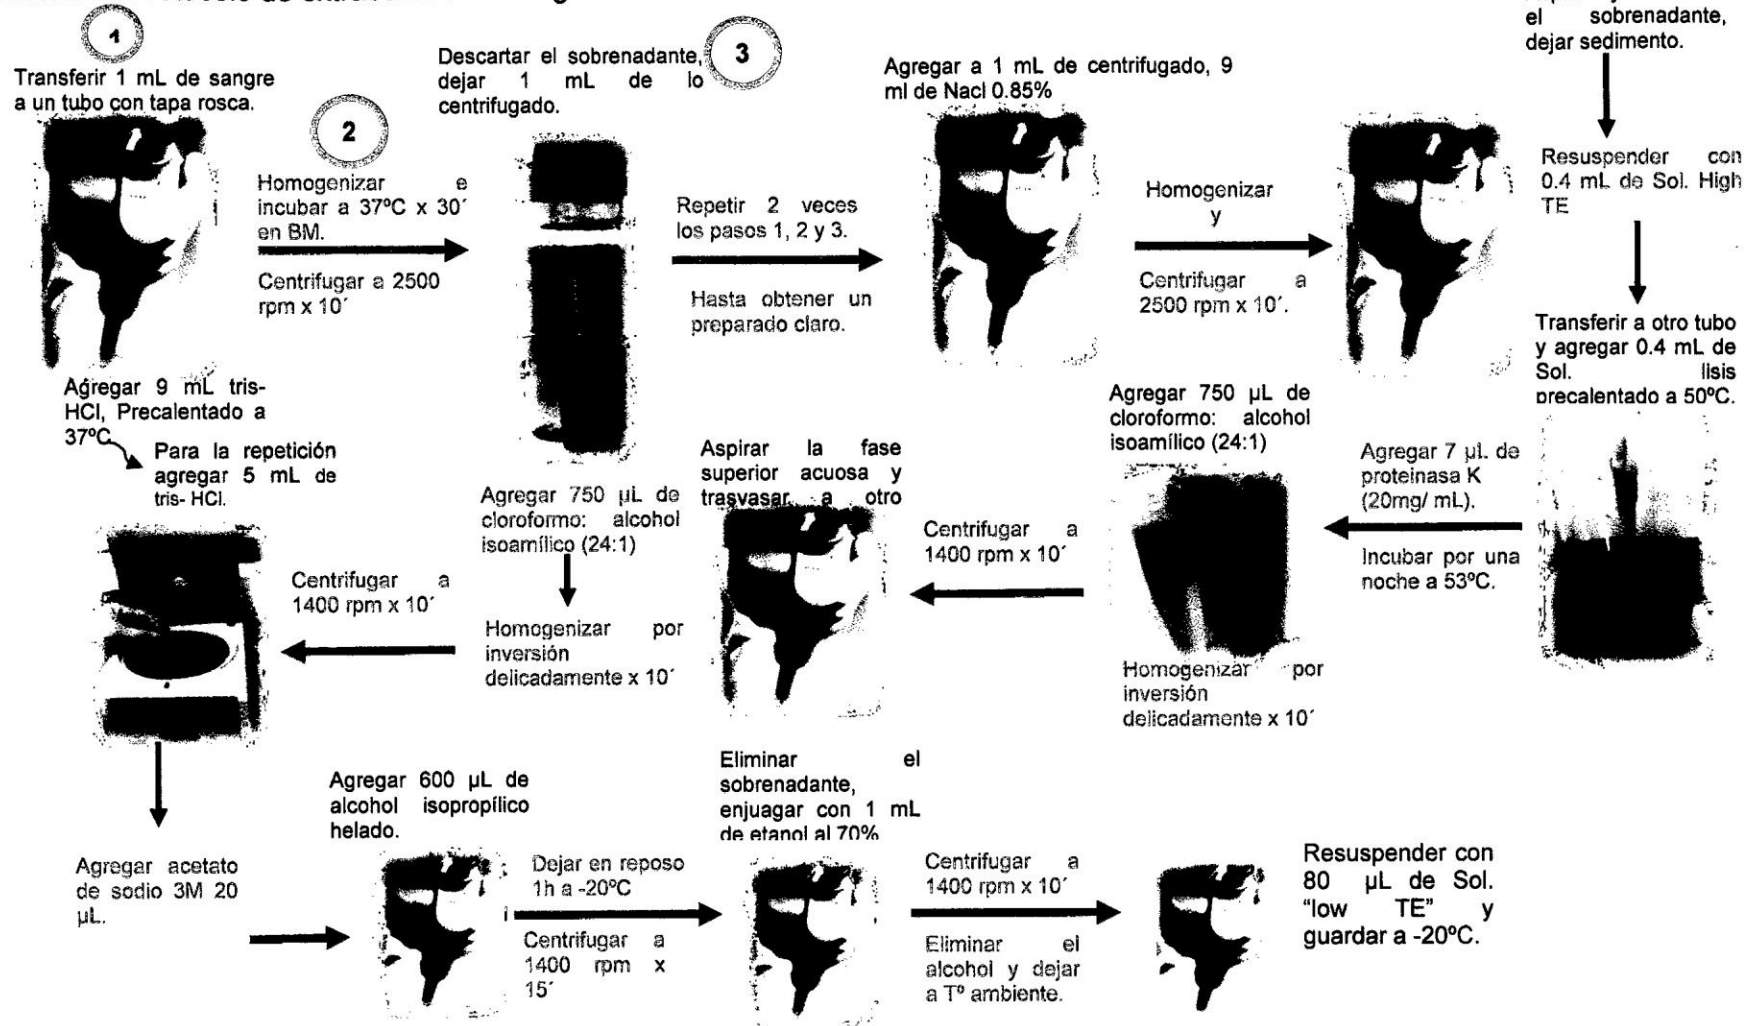 1
Transferir 1 mL de sangre
a un tubo con tapa rosca.
2
Homogenizar e
incubar a 37ºC x 30´
en BM.
Centrifugar a 2500
rpm x 10´
Descartar el sobrenadante,
dejar 1 mL de lo
centrifugado.
3
Repetir 2 veces
los pasos 1, 2 y 3.
Hasta obtener un
preparado claro.
Agregar a 1 mL de centrifugado, 9
ml de Nacl 0.85%
Homogenizar
y
Centrifugar a
2500 rpm x 10´.
el sobrenadante,
dejar sedimento.
Resuspender con
0.4 mL de Sol. High
TE
Transferir a otro tubo
y agregar 0.4 mL de
Sol. lisis
precalentado a 50ºC.
Agregar 9 mL tris-
HCl, Precalentado a
37ºC
Para la repetición
agregar 5 mL de
tris- HCl.
Agregar 7 µL de
proteinasa K
(20mg/ mL).
Incubar por una
noche a 53ºC.
Agregar 750 µL de
cloroformo: alcohol
isoamílico (24:1)
Homogenizar por
inversión
delicadamente x 10´
Centrifugar a
1400 rpm x 10´
Aspirar la fase
superior acuosa y
trasvasar a otro
Agregar 750 µL de
cloroformo: alcohol
isoamílico (24:1)
Homogenizar por
inversión
delicadamente x 10´
Centrifugar a
1400 rpm x 10´
Agregar acetato
de sodio 3M 20
µL.
Agregar 600 µL de
alcohol isopropílico
helado.
Dejar en reposo
1h a -20ºC
Centrifugar a
1400 rpm x
15´
Eliminar el
sobrenadante,
enjuagar con 1 mL
de etanol al 70%
Centrifugar a
1400 rpm x 10´
Eliminar el
alcohol y dejar
a Tº ambiente.
Resuspender con
80 µL de Sol.
“low TE” y
guardar a -20ºC.